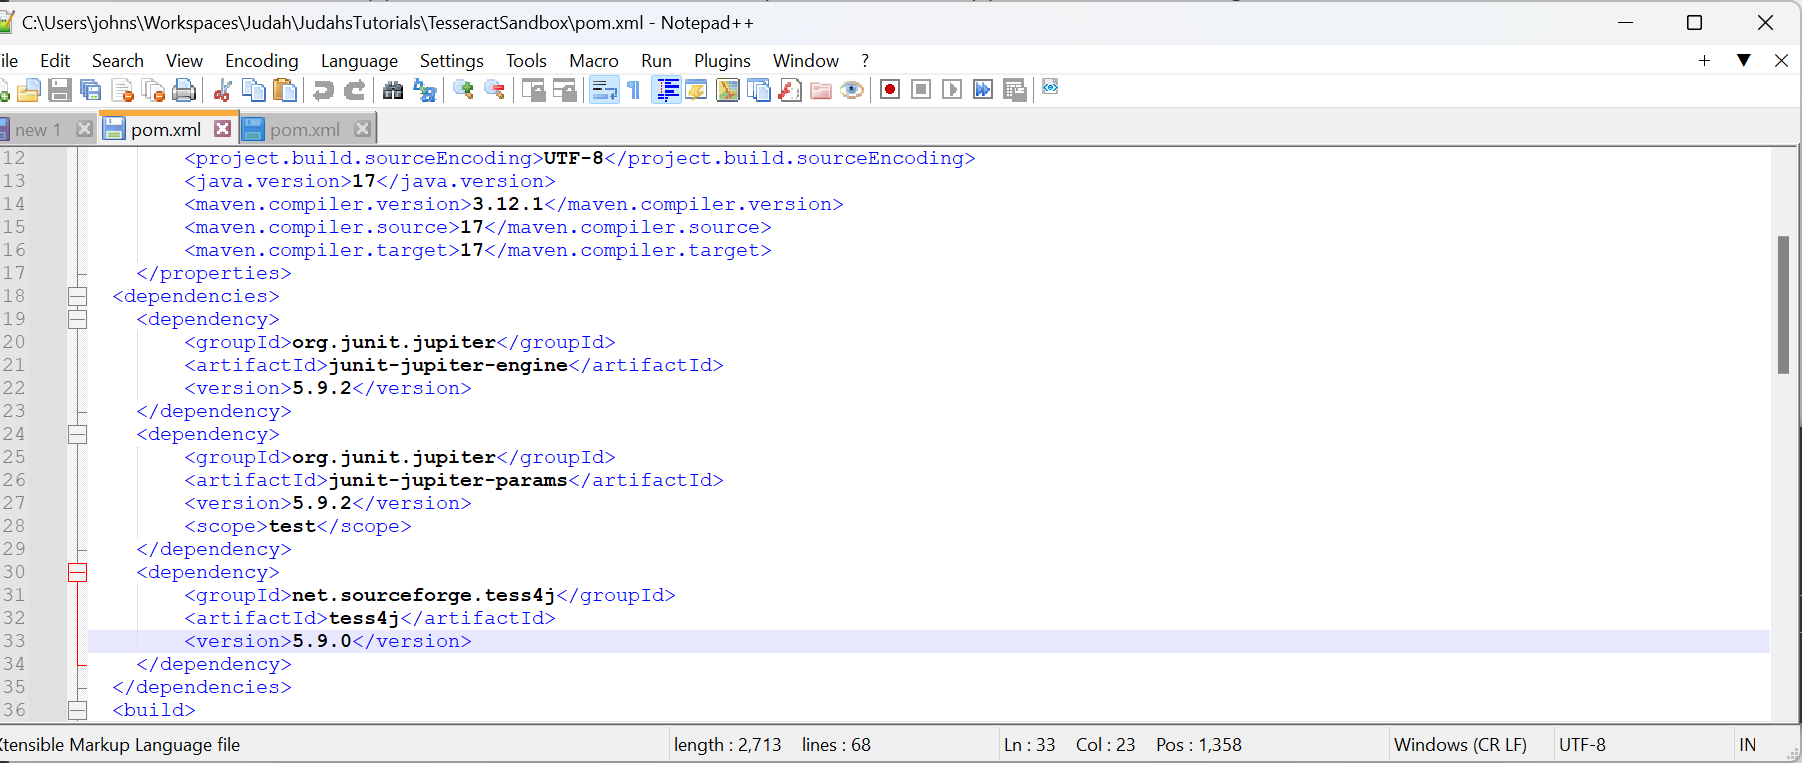 C:\Users\johns\Workspaces\Judah\JudahsTutorials\TesseractSandbox\pom.xml - Notepad++
ile Edit Search View Encoding Language Settings Tools Macro Run Plugins Window ?
new 1 pom.xml pom.xml
12 <project.build.sourceEncoding>UTF-8</project.build.sourceEncoding>
13 <java.version>17</java.version>
14 <maven.compiler.version>3.12.1</maven.compiler.version>
15 <maven.compiler.source>17</maven.compiler.source>
16 <maven.compiler.target>17</maven.compiler.target>
17 </properties>
18 <dependencies>
19 <dependency>
20 <groupId>org.junit.jupiter</groupId>
21 <artifactId>junit-jupiter-engine</artifactId>
22 <version>5.9.2</version>
23 </dependency>
24 <dependency>
25 <groupId>org.junit.jupiter</groupId>
26 <artifactId>junit-jupiter-params</artifactId>
27 <version>5.9.2</version>
28 <scope>test</scope>
29 </dependency>
30 <dependency>
31 <groupId>net.sourceforge.tess4j</groupId>
32 <artifactId>tess4j</artifactId>
33 <version>5.9.0</version>
34 </dependency>
35 </dependencies>
36 <build>
Xtensible Markup Language file length : 2,713 lines : 68 Ln : 33 Col : 23 Pos : 1,358 Windows (CR LF) UTF-8 IN